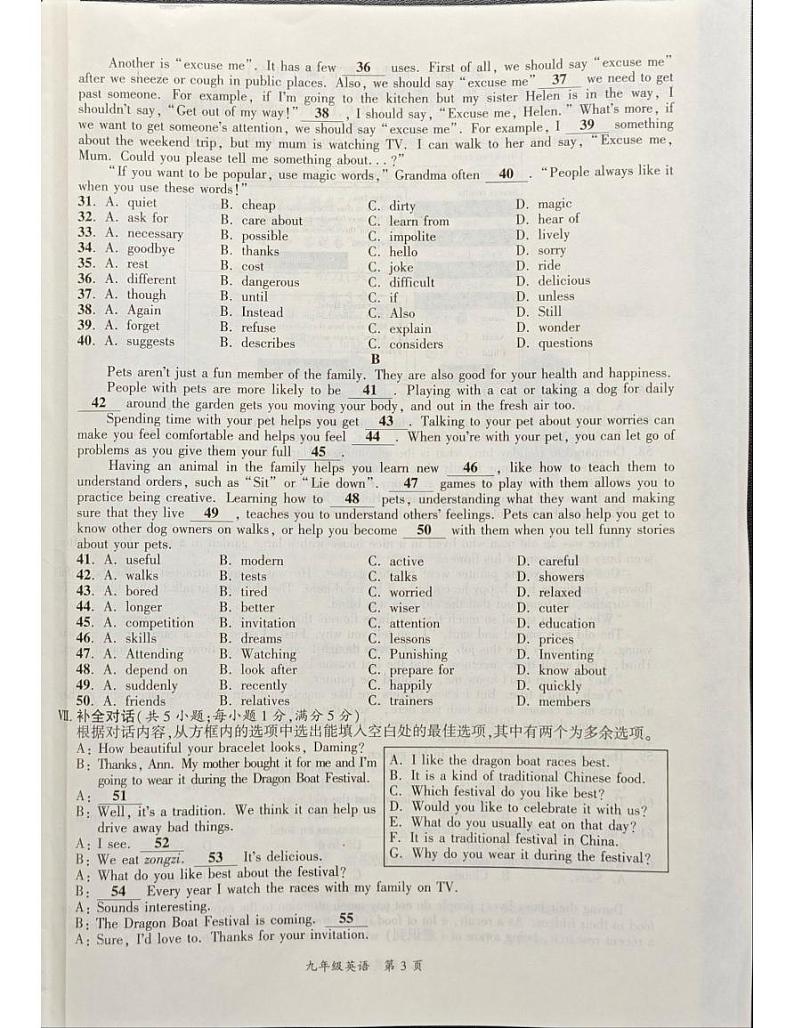 Another is "excuse me". It has a few 36 uses. First of all, we should say "excuse me"
after we sneeze or cough in public places. Also, we should say "excuse me" 37 we need to get
past someone. For example, if I'm going to the kitchen but my sister Helen is in the way, I
shouldn't say, "Get out of my way!" 38 , I should say, "Excuse me, Helen." What's more, if
we want to get someone's attention, we should say "excuse me". For example, I 39 something
about the weekend trip, but my mum is watching TV. I can walk to her and say, "Excuse me,
Mum. Could you please tell me something about...?"
"If you want to be popular, use magic words," Grandma often 40 . "People always like it
when you use these words!"
31. A. quiet B. cheap C. dirty D. magic
32. A. ask for B. care about C. learn from D. hear of
33. A. necessary B. possible C. impolite D. lively
34. A. goodbye B. thanks C. hello D. sorry
35. A. rest B. cost C. joke D. ride
36. A. different B. dangerous C. difficult D. delicious
37. A. though B. until C. if D. unless
38. A. Again B. Instead C. Also D. Still
39. A. forget B. refuse C. explain D. wonder
40. A. suggests B. describes C. considers D. questions
B
Pets aren't just a fun member of the family. They are also good for your health and happiness.
People with pets are more likely to be 41 . Playing with a cat or taking a dog for daily
42 around the garden gets you moving your body, and out in the fresh air too.
Spending time with your pet helps you get 43 . Talking to your pet about your worries can
make you feel comfortable and helps you feel 44 . When you're with your pet, you can let go of
problems as you give them your full 45 .
Having an animal in the family helps you learn new 46 , like how to teach them to
understand orders, such as "Sit" or "Lie down". 47 games to play with them allows you to
practice being creative. Learning how to 48 pets, understanding what they want and making
sure that they live 49 , teaches you to understand others' feelings. Pets can also help you get to
know other dog owners on walks, or help you become 50 with them when you tell funny stories
about your pets.
41. A. useful B. modern C. active D. careful
42. A. walks B. tests C. talks D. showers
43. A. bored B. tired C. worried D. relaxed
44. A. longer B. better C. wiser D. cuter
45. A. competition B. invitation C. attention D. education
46. A. skills B. dreams C. lessons D. prices
47. A. Attending B. Watching C. Punishing D. Inventing
48. A. depend on B. look after C. prepare for D. know about
49. A. suddenly B. recently C. happily D. quickly
50. A. friends B. relatives C. trainers D. members
Ⅶ. 补全对话(共5小题;每小题1分,满分5分)
根据对话内容,从方框内的选项中选出能填入空白处的最佳选项,其中有两个为多余选项。
A: How beautiful your bracelet looks, Daming?
B: Thanks, Ann. My mother bought it for me and I'm
going to wear it during the Dragon Boat Festival.
A: 51
B: Well, it's a tradition. We think it can help us
drive away bad things.
A: I see. 52
B: We eat zongzi. 53 It's delicious.
A: What do you like best about the festival?
B: 54 Every year I watch the races with my family on TV.
A: Sounds interesting.
B: The Dragon Boat Festival is coming. 55
A: Sure, I'd love to. Thanks for your invitation.
A. I like the dragon boat races best.
B. It is a kind of traditional Chinese food.
C. Which festival do you like best?
D. Would you like to celebrate it with us?
E. What do you usually eat on that day?
F. It is a traditional festival in China.
G. Why do you wear it during the festival?
九年级英语 第3页